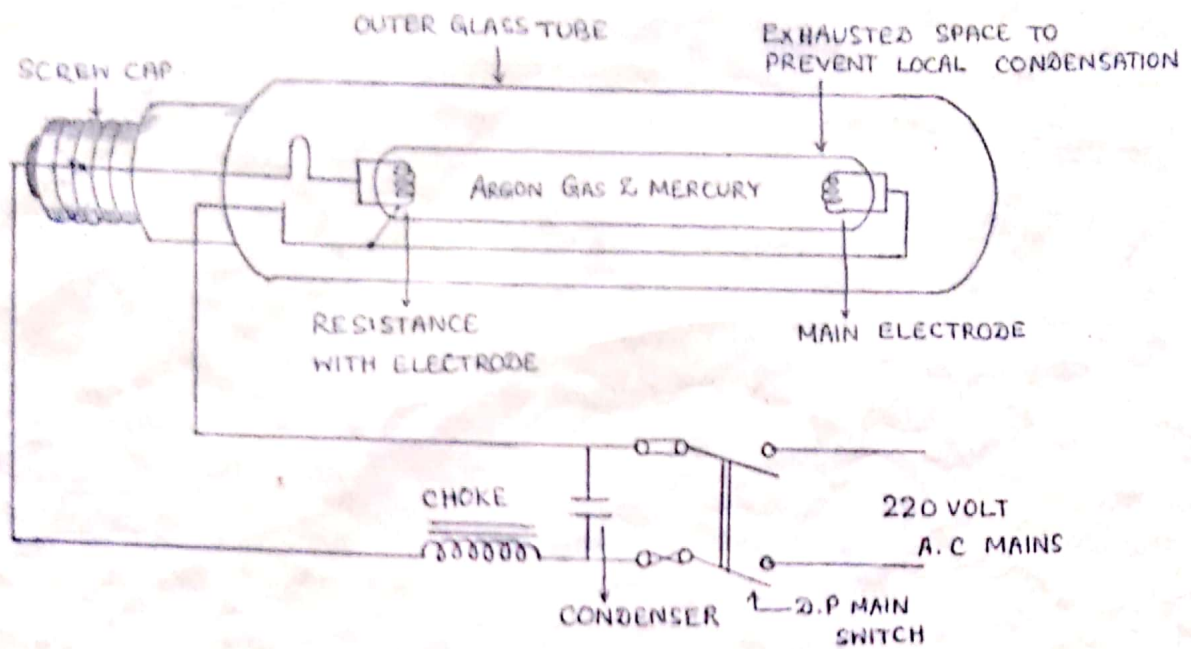 OUTER GLASS TUBE
EXHAUSTED SPACE TO
PREVENT LOCAL CONDENSATION
SCREW CAP
ARGON GAS & MERCURY
RESISTANCE
WITH ELECTRODE
MAIN ELECTRODE
CHOKE
220 VOLT
A.C MAINS
CONDENSER
D.P MAIN
SWITCH